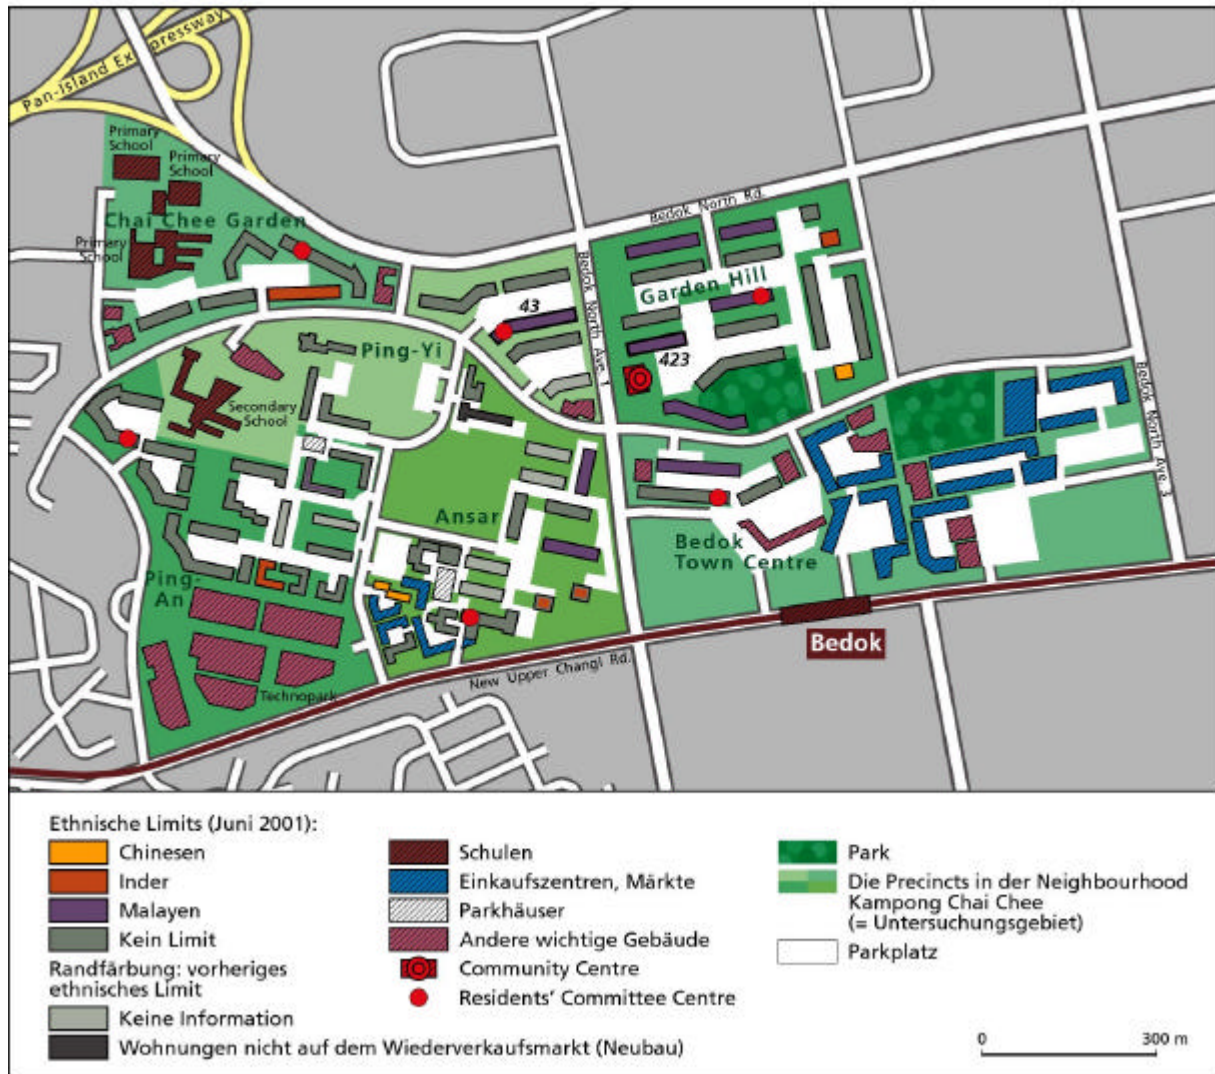 Pan-Island Expressway
Primary
School
Primary
School
Chai Chee Garden
Primary
School
Bedok North Rd.
Bedok North Ave. 1
Garden Hill
43
Ping-Yi
423
Secondary
School
Bedok North Ave. 3
Ansar
Bedok
Town Centre
Ping-
An
Bedok
New Upper Changi Rd.
Technopark
Ethnische Limits (Juni 2001):
Chinesen
Inder
Malayen
Kein Limit
Randfärbung: vorheriges
ethnisches Limit
Keine Information
Wohnungen nicht auf dem Wiederverkaufsmarkt (Neubau)
Schulen
Einkaufszentren, Märkte
Parkhäuser
Andere wichtige Gebäude
Community Centre
Residents' Committee Centre
Park
Die Precincts in der Neighbourhood
Kampong Chai Chee
(= Untersuchungsgebiet)
Parkplatz
0 300 m